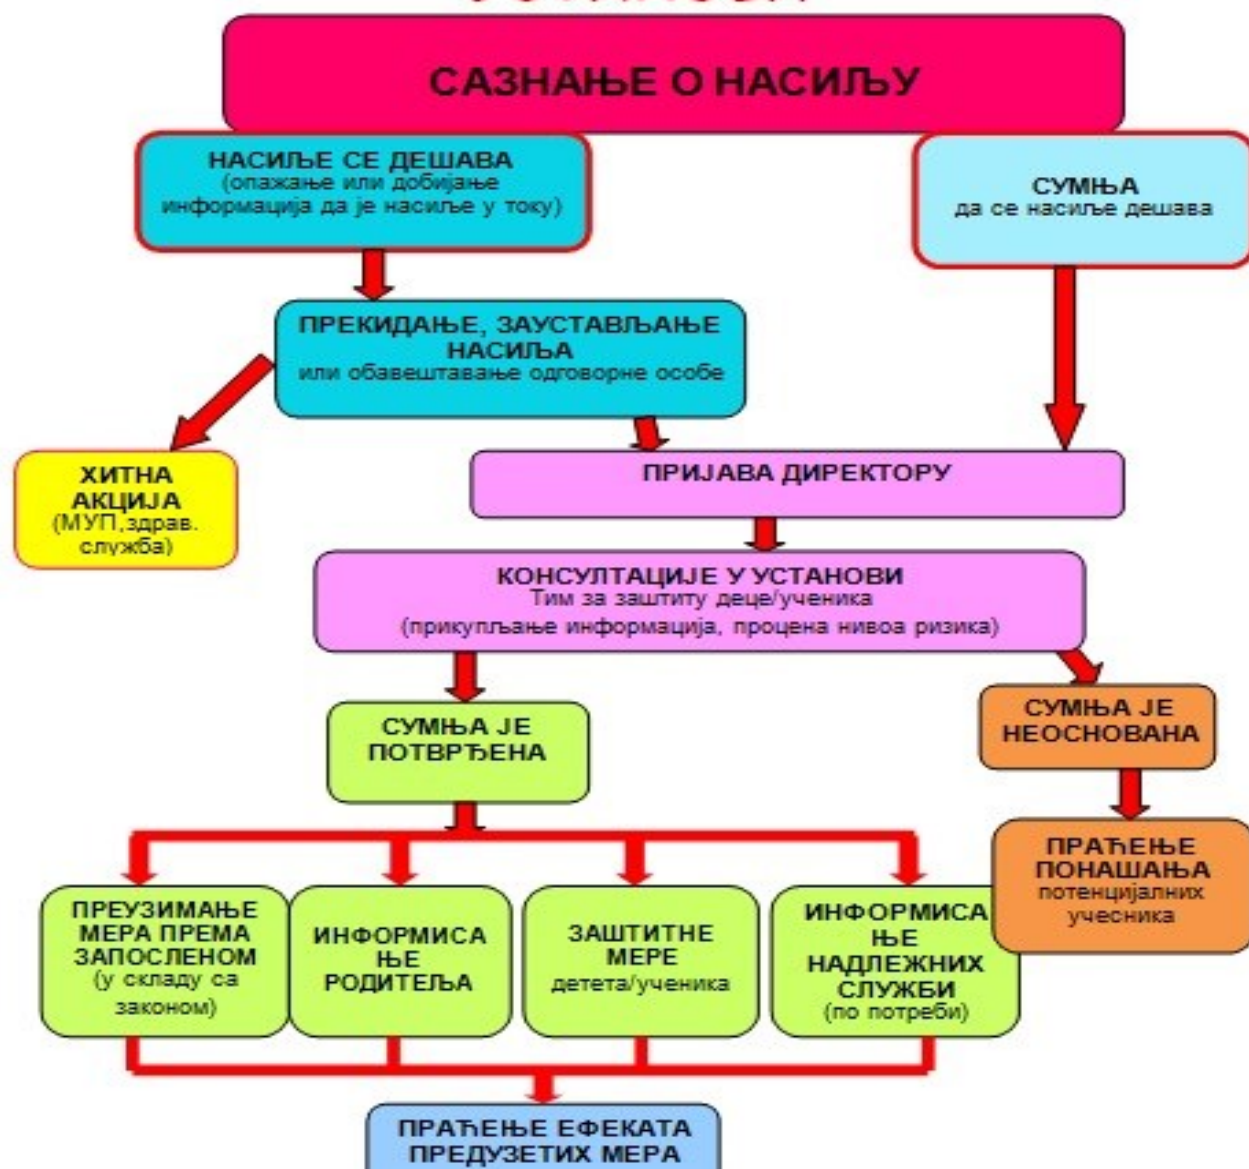 САЗНАЊЕ О НАСИЉУ
НАСИЉЕ СЕ ДЕШАВА
(опажање или добијање
информација да је насиље у току)
СУМЊА
да се насиље дешава
ПРЕКИДАЊЕ, ЗАУСТАВЉАЊЕ
НАСИЉА
или обавештавање одговорне особе
ХИТНА
АКЦИЈА
(МУП,здрав.
служба)
ПРИЈАВА ДИРЕКТОРУ
КОНСУЛТАЦИЈЕ У УСТАНОВИ
Тим за заштиту деце/ученика
(прикупљање информација, процена нивоа ризика)
СУМЊА ЈЕ
ПОТВРЂЕНА
СУМЊА ЈЕ
НЕОСНОВАНА
ПРАЋЕЊЕ
ПОНАШАЊА
потенцијалних
учесника
ПРЕУЗИМАЊЕ
МЕРА ПРЕМА
ЗАПОСЛЕНОМ
(у складу са
законом)
ИНФОРМИСА
ЊЕ
РОДИТЕЉА
ЗАШТИТНЕ
МЕРЕ
детета/ученика
ИНФОРМИСА
ЊЕ
НАДЛЕЖНИХ
СЛУЖБИ
(по потреби)
ПРАЋЕЊЕ ЕФЕКАТА
ПРЕДУЗЕТИХ МЕРА